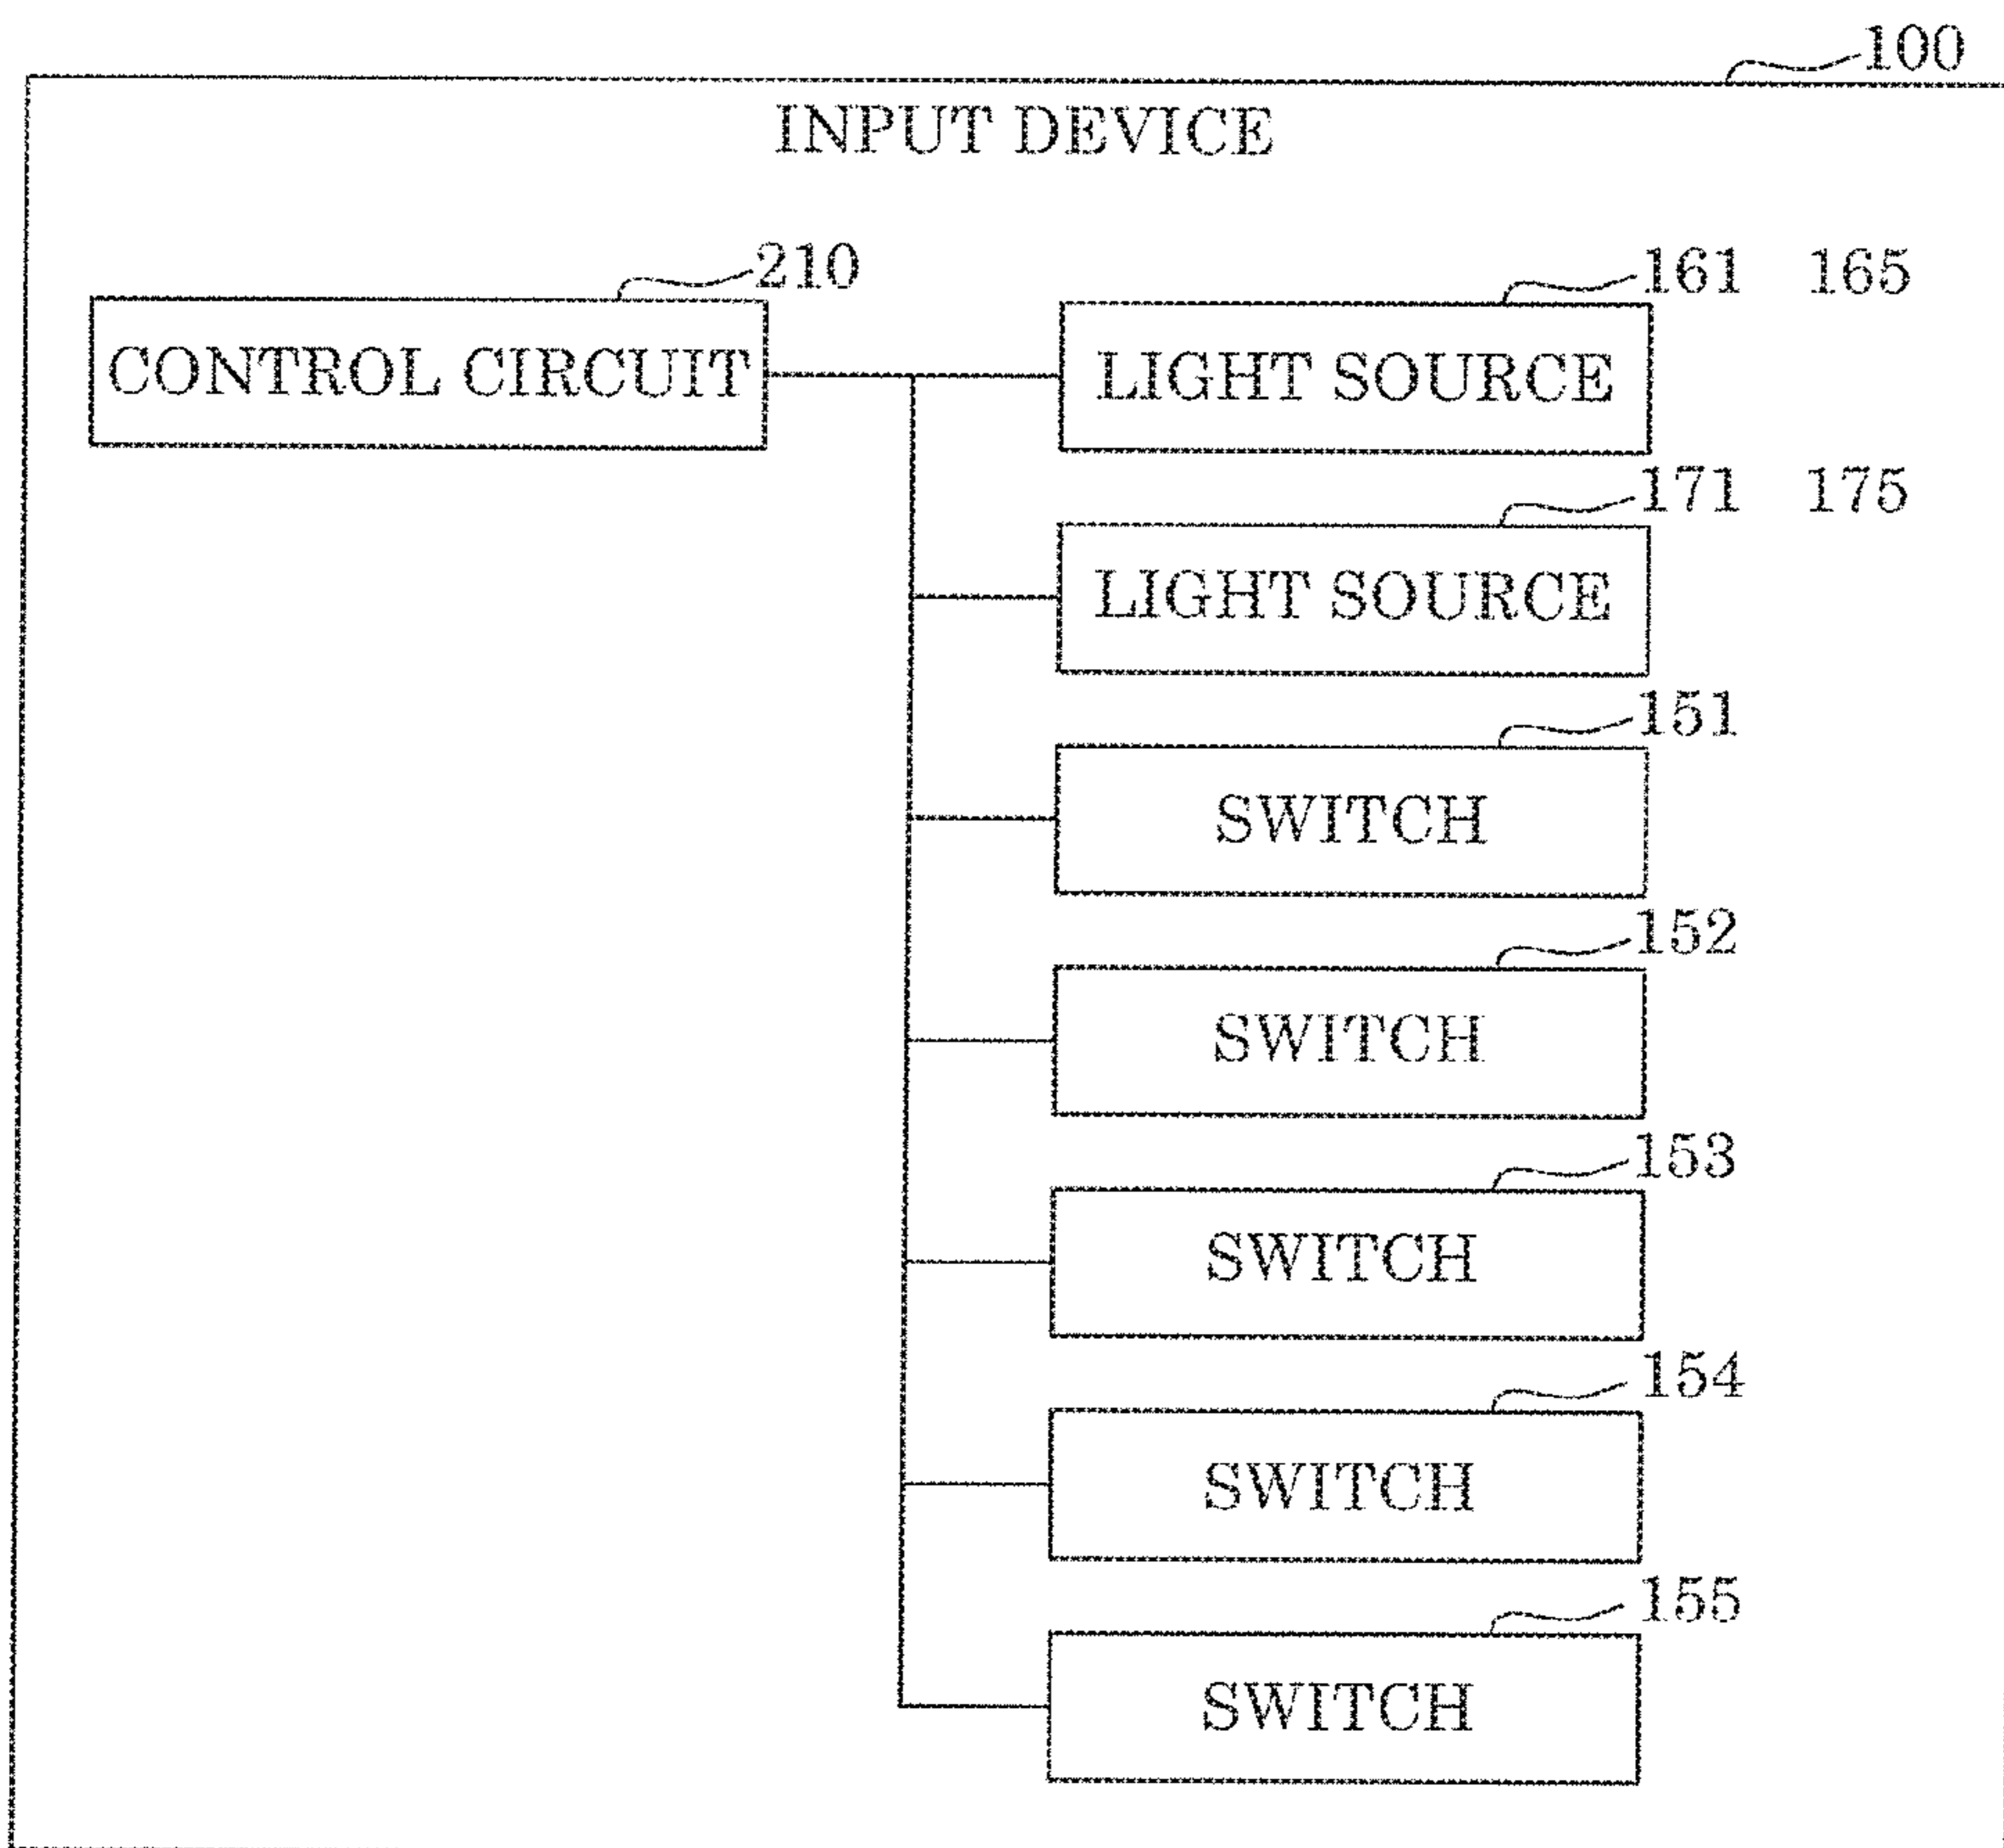 100
INPUT DEVICE
210
CONTROL CIRCUIT
161 165
LIGHT SOURCE
171 175
LIGHT SOURCE
151
SWITCH
152
SWITCH
153
SWITCH
154
SWITCH
155
SWITCH